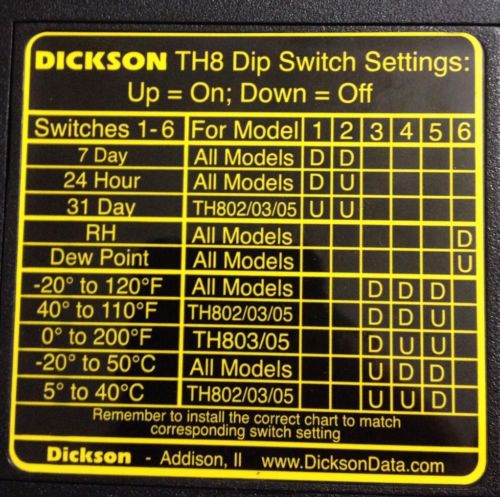 DICKSON TH8 Dip Switch Settings:
Up = On; Down = Off
Switches 1-6 For Model 1 2 3 4 5 6
7 Day All Models D D
24 Hour All Models D U
31 Day TH802/03/05 U U
RH All Models D
Dew Point All Models U
-20° to 120°F All Models D D D
40° to 110°F TH802/03/05 D D U
0° to 200°F TH803/05 D U U
-20° to 50°C All Models U D D
5° to 40°C TH802/03/05 U U D
Remember to install the correct chart to match
corresponding switch setting
Dickson - Addison, Il www.DicksonData.com